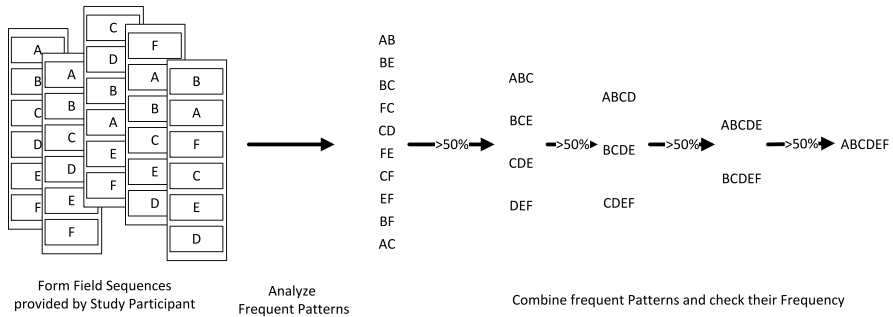 A
B
C
D
E
F
A
B
C
D
E
F
C
D
B
A
E
F
F
A
B
C
E
D
B
A
F
C
E
D
AB
BE
BC
FC
CD
FE
CF
EF
BF
AC
>50%
ABC
BCE
CDE
DEF
>50%
ABCD
BCDE
CDEF
>50%
ABCDE
BCDEF
>50%
ABCDEF
Form Field Sequences
provided by Study Participant
Analyze
Frequent Patterns
Combine frequent Patterns and check their Frequency